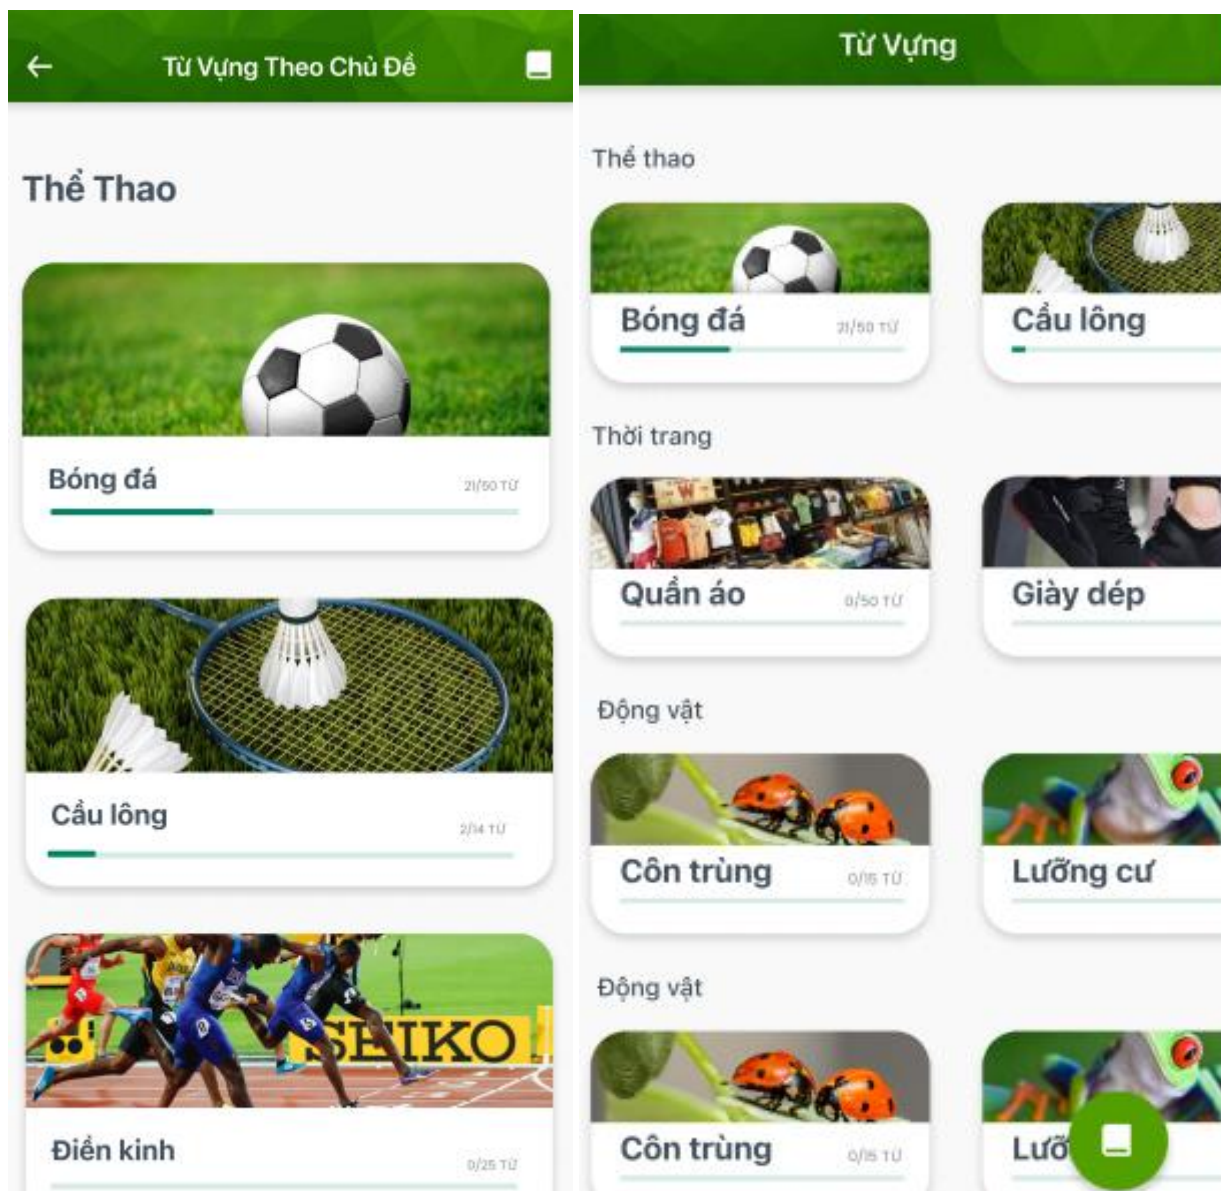 Từ Vựng Theo Chủ Đề
Thể Thao
Bóng đá
21/50 TỪ
Cầu lông
2/14 TỪ
SEIKO
Điền kinh
0/25 TỪ
Từ Vựng
Thể thao
Bóng đá
21/50 TỪ
Cầu lông
Thời trang
W
Quần áo
0/50 TỪ
Giày dép
Động vật
Côn trùng
0/15 TỪ
Lưỡng cư
Động vật
Côn trùng
0/15 TỪ
Lưỡ